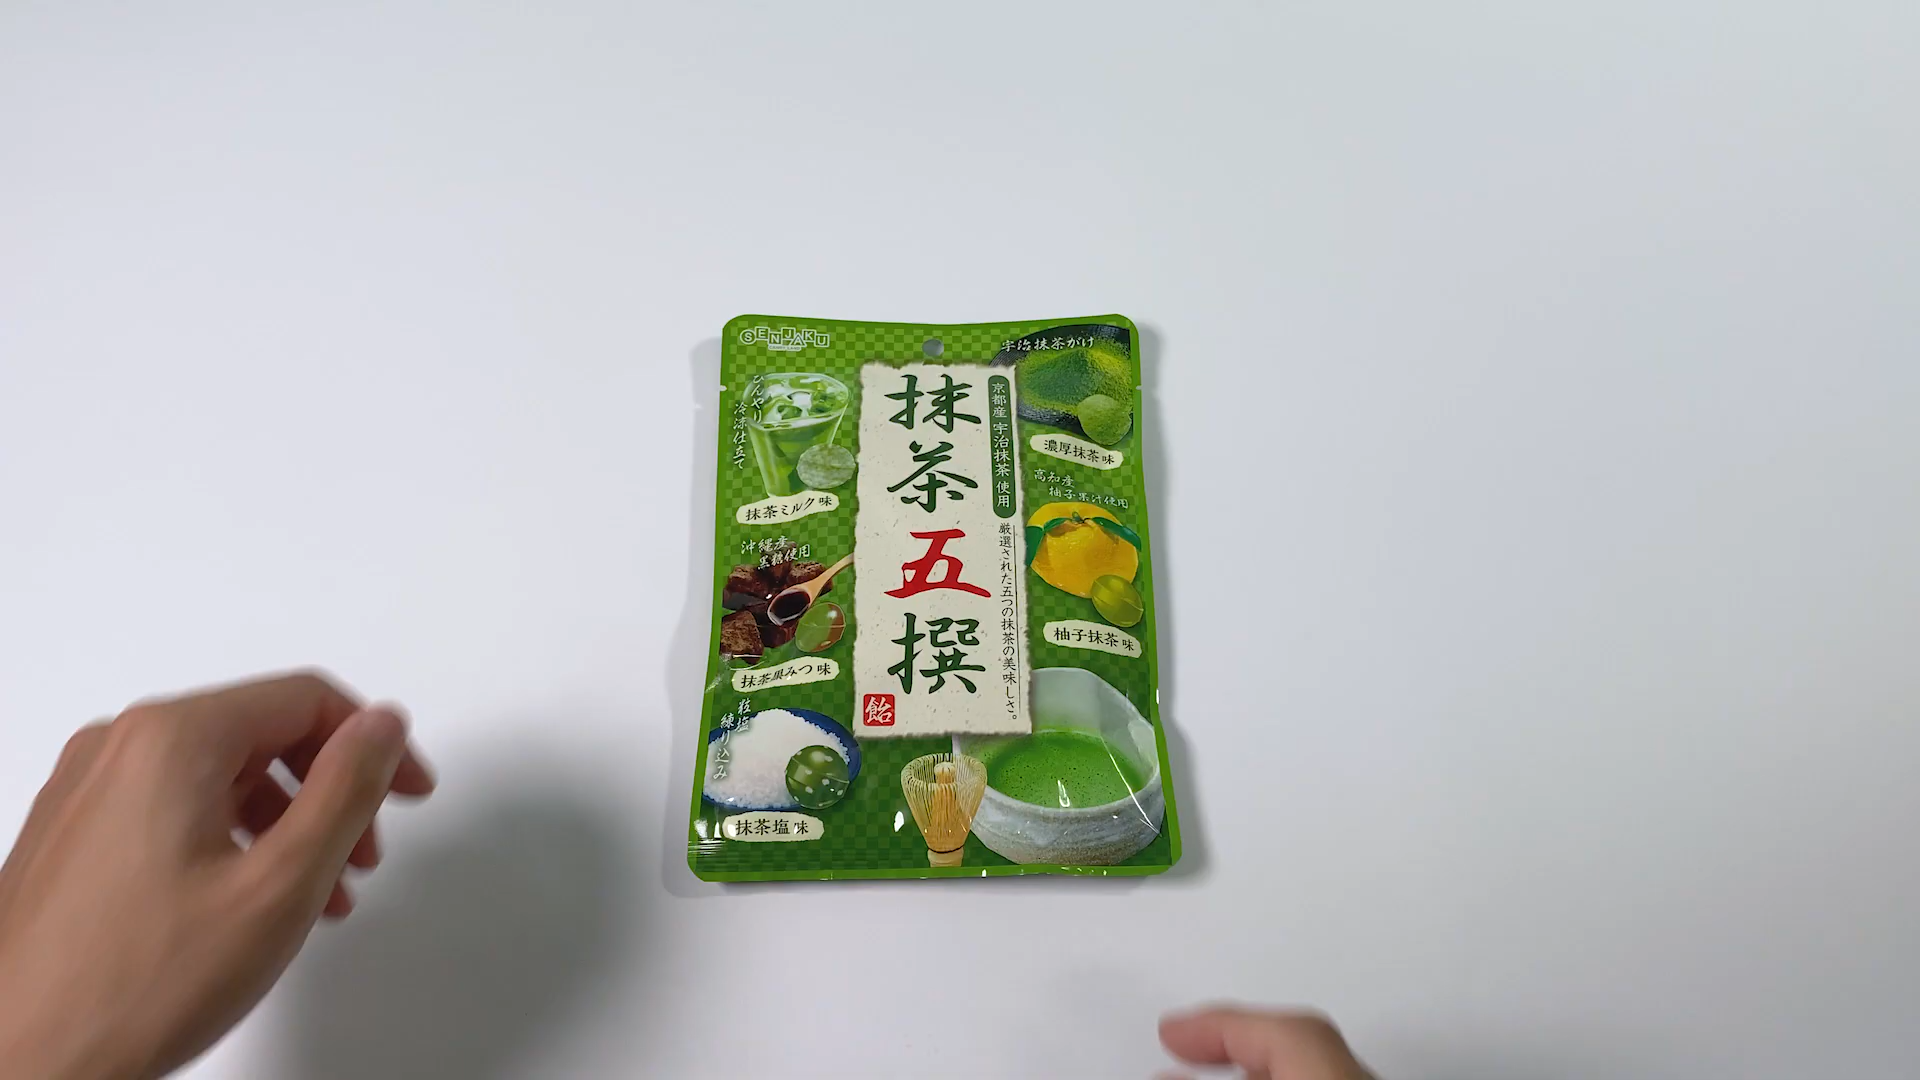 SENJAKU
宇治抹茶がけ
濃厚抹茶味
抹茶五撰
京都産 宇治抹茶 使用
厳選された五つの抹茶の美味しさ。
飴
ひんやり
冷涼仕立て
抹茶ミルク味
高知産
柚子果汁使用
柚子抹茶味
沖縄産
黒糖使用
抹茶黒みつ味
粒塩
練り込み
抹茶塩味